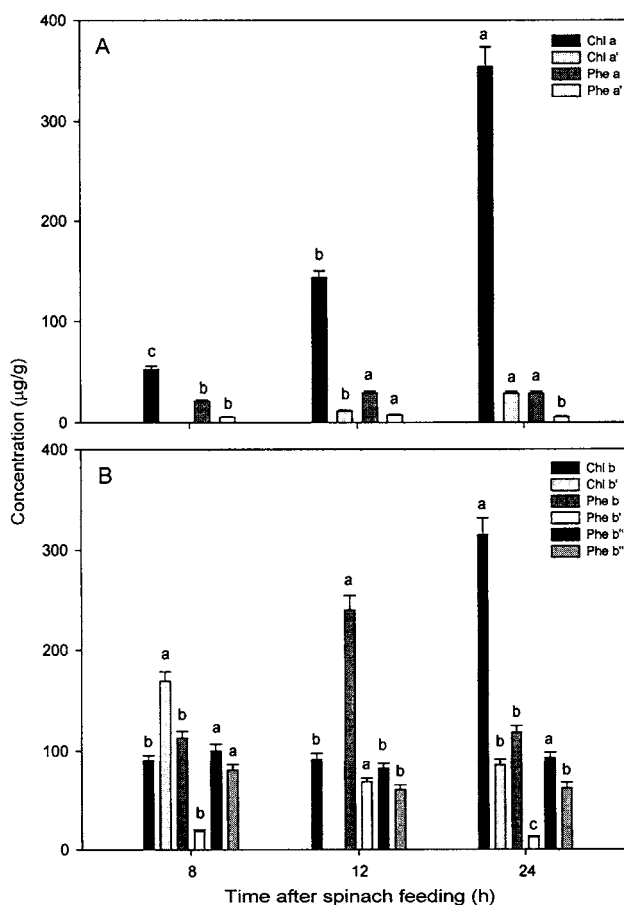 A
400
300
200
100
0
Chl a
Chl a'
Phe a
Phe a'
c
b
b
b
b
a
a
a
a
a
b
Concentration (µg/g)
B
400
300
200
100
0
Chl b
Chl b'
Phe b
Phe b'
Phe b"
Phe b"
b
a
b
b
a
a
b
a
a
b
b
a
b
b
c
a
b
8
12
24
Time after spinach feeding (h)